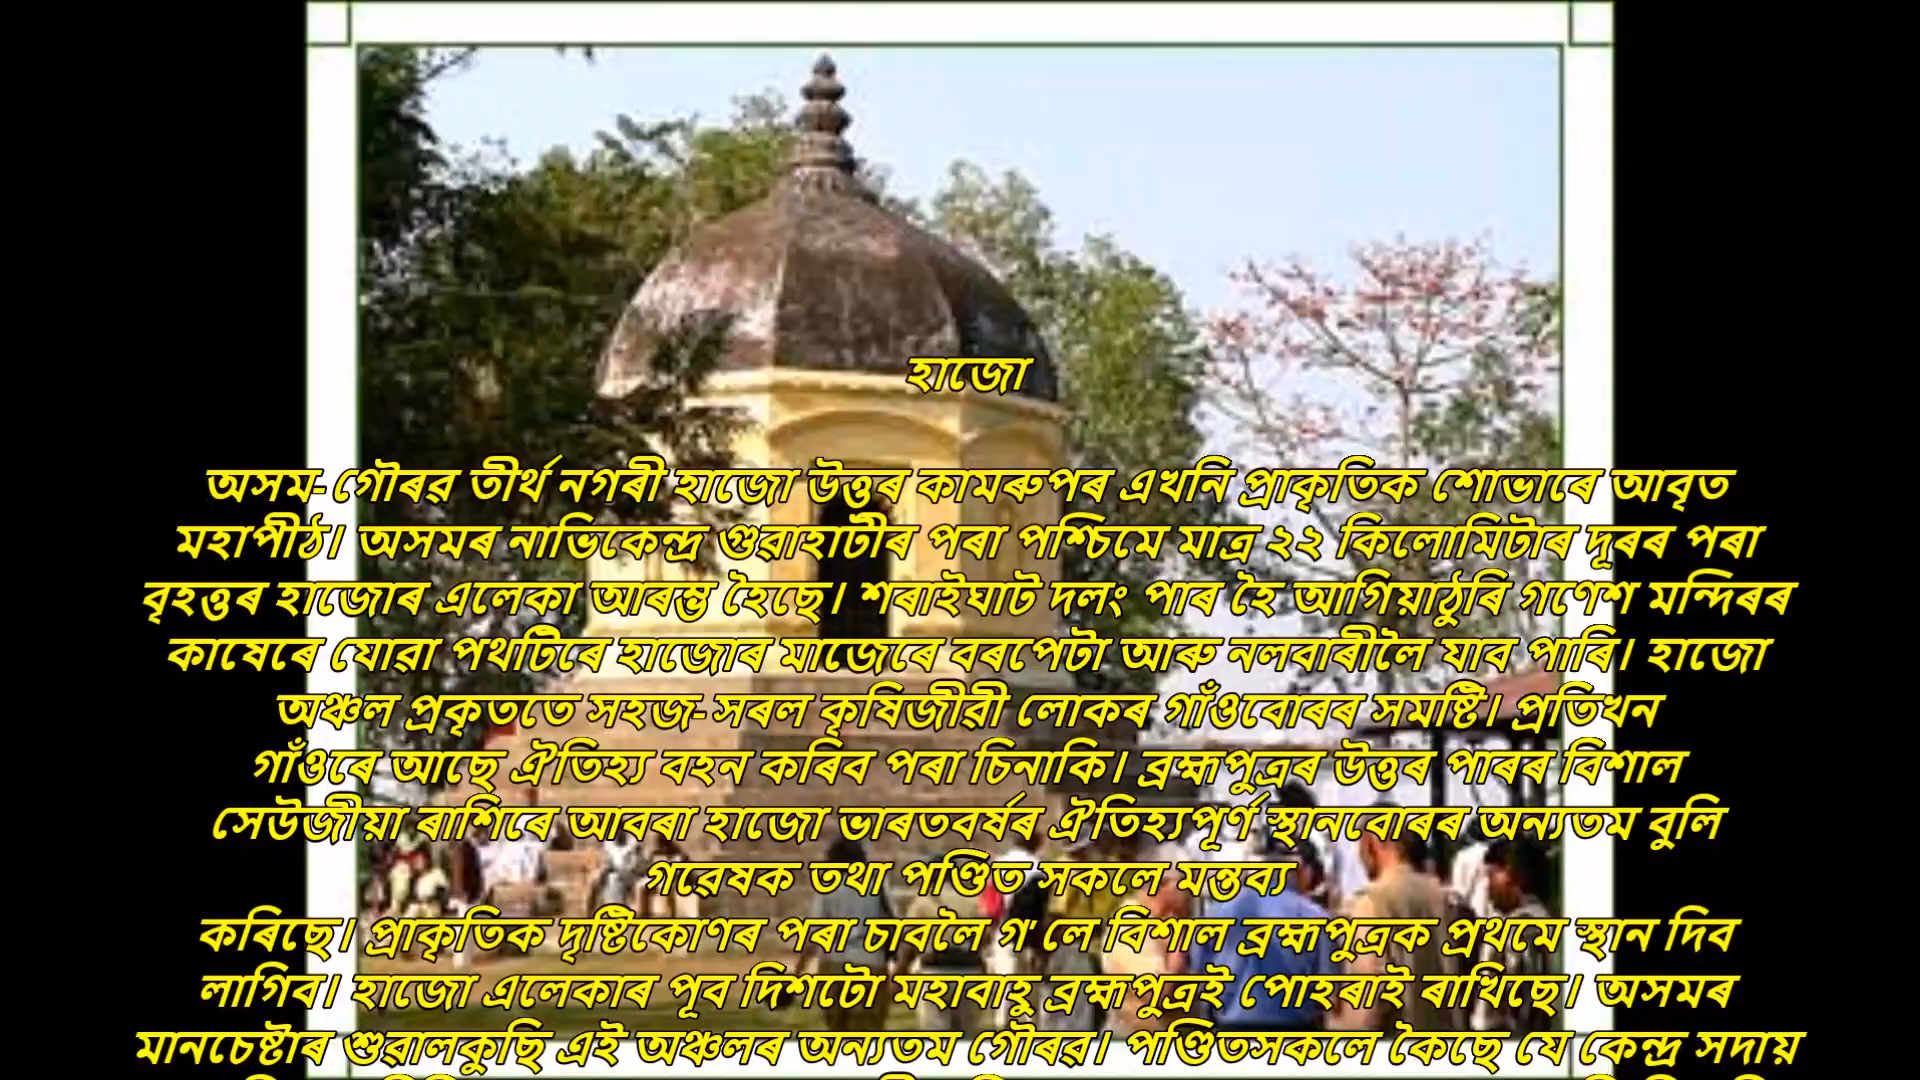 হাজো
অসম-গৌৰৱ তীৰ্থ নগৰী হাজো উত্তৰ কামৰুপৰ এখনি প্ৰাকৃতিক শোভাৰে আবৃত
মহাপীঠ। অসমৰ নাভিকেন্দ্ৰ গুৱাহাটীৰ পৰা পশ্চিমে মাত্ৰ ২২ কিলোমিটাৰ দূৰৰ পৰা
বৃহত্তৰ হাজোৰ এলেকা আৰম্ভ হৈছে। শৰাইঘাট দলং পাৰ হৈ আগিয়াঠুৰি গণেশ মন্দিৰৰ
কাষেৰে যোৱা পথটিৰে হাজোৰ মাজেৰে বৰপেটা আৰু নলবাৰীলৈ যাব পাৰি। হাজো
অঞ্চল প্ৰকৃততে সহজ-সৰল কৃষিজীৱী লোকৰ গাঁওবোৰৰ সমষ্টি। প্ৰতিখন
গাঁওৰে আছে ঐতিহ্য বহন কৰিব পৰা চিনাকি। ব্ৰহ্মপুত্ৰৰ উত্তৰ পাৰৰ বিশাল
সেউজীয়া ৰাশিৰে আবৰা হাজো ভাৰতবৰ্ষৰ ঐতিহ্যপূৰ্ণ স্থানবোৰৰ অন্যতম বুলি
গৱেষক তথা পণ্ডিত সকলে মন্তব্য
কৰিছে। প্ৰাকৃতিক দৃষ্টিকোণৰ পৰা চাবলৈ গ'লে বিশাল ব্ৰহ্মপুত্ৰক প্ৰথমে স্থান দিব
লাগিব। হাজো এলেকাৰ পূব দিশটো মহাবাহু ব্ৰহ্মপুত্ৰই পোহৰাই ৰাখিছে। অসমৰ
মানচেষ্টাৰ শুৱালকুছি এই অঞ্চলৰ অন্যতম গৌৰৱ। পণ্ডিতসকলে কৈছে যে কেন্দ্ৰ সদায়